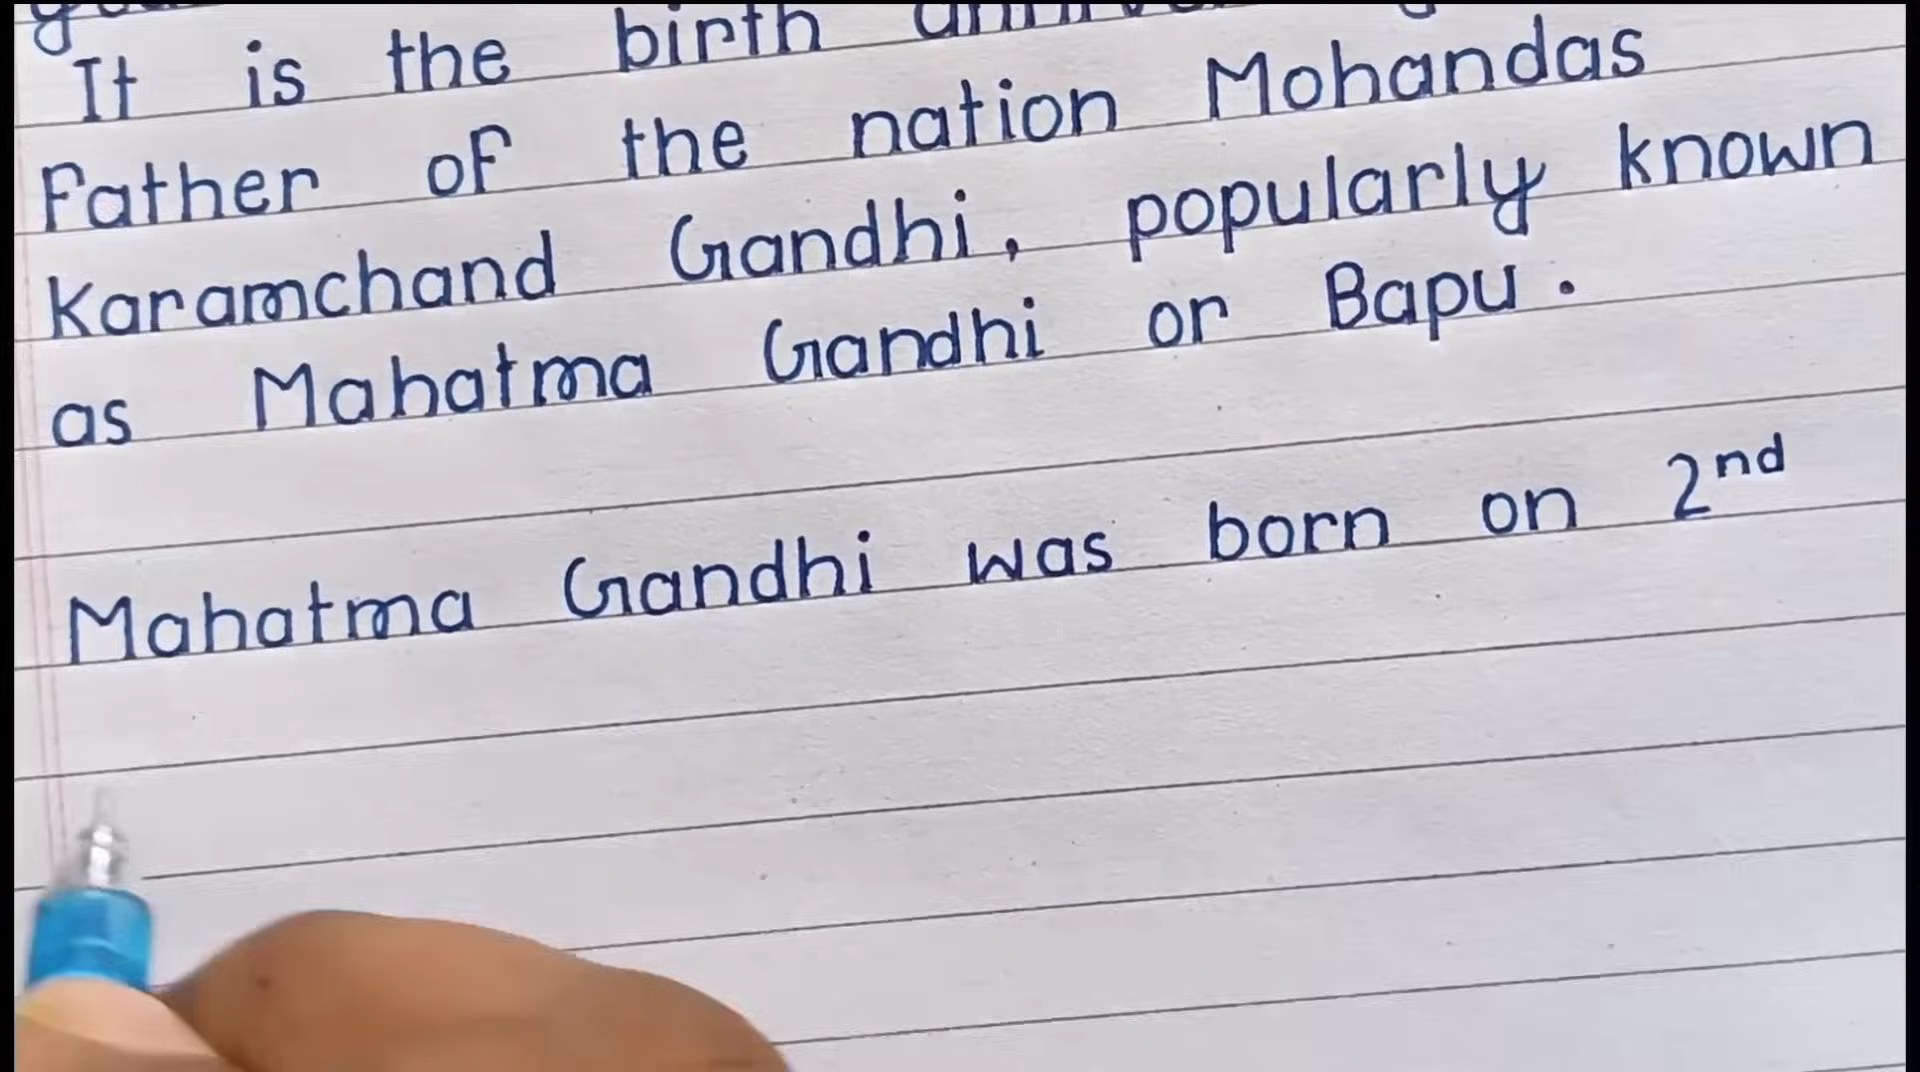 It is the birth
Father of the nation Mohandas
Karamchand Gandhi, popularly known
as Mahatma Gandhi or Bapu.
Mahatma Gandhi was born on 2nd